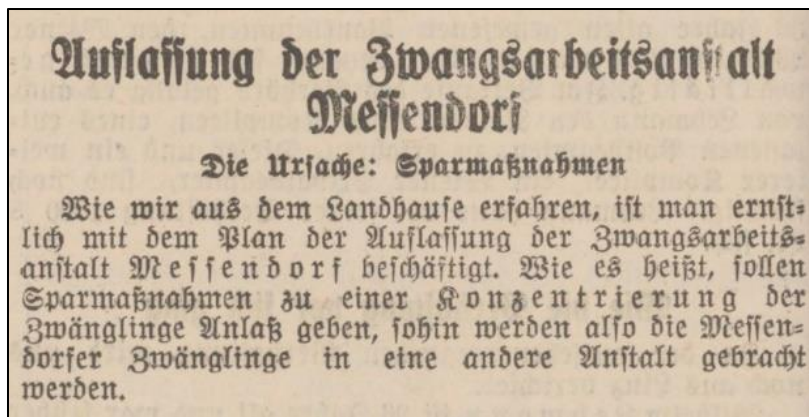 Auflassung der Zwangsarbeitsanstalt
Messendorf
Die Ursache: Sparmaßnahmen
Wie wir aus dem Landhause erfahren, ist man ernst-
lich mit dem Plan der Auflassung der Zwangsarbeits-
anstalt Messendorf beschäftigt. Wie es heißt, sollen
Sparmaßnahmen zu einer Konzentrierung der
Zwänglinge Anlaß geben, sohin werden also die Messen-
dorfer Zwänglinge in eine andere Anstalt gebracht
werden.